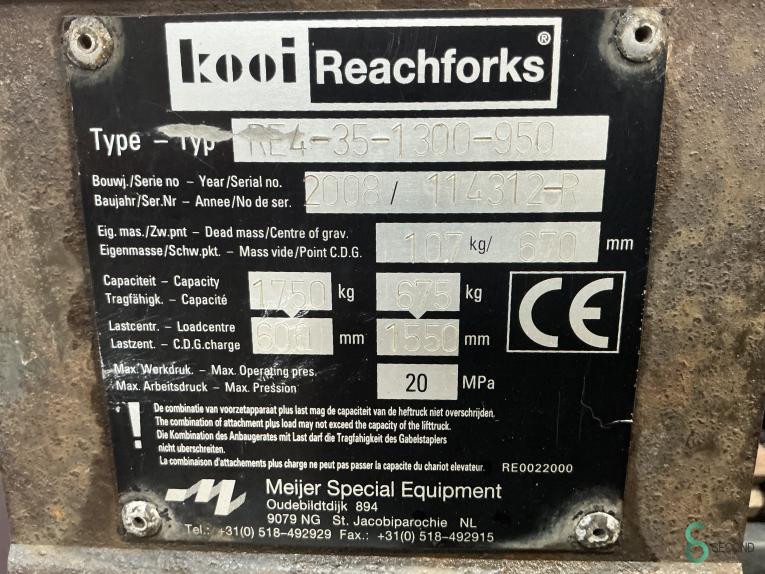 kooi Reachforks®
Type - Typ RE4-35-1300-950
Bouwj./Serie no - Year/Serial no. 2008 / 114312-R
Baujahr/Ser.Nr - Annee/No de ser.
Eig. mas./Zw.pnt - Dead mass/Centre of grav. 107 kg/ 670 mm
Eigenmasse/Schw.pkt. - Mass vide/Point C.D.G.
Capaciteit - Capacity 1750 kg 675 kg
Tragfähigk. - Capacité
Lastcentr. - Loadcentre 600 mm 1550 mm
Lastzent. - C.D.G.charge
CE
Max. Werkdruk. - Max. Operating pres. 20 MPa
Max. Arbeitsdruck - Max. Pression
! De combinatie van voorzetapparaat plus last mag de capaciteit van de heftruck niet overschrijden.
The combination of attachment plus load may not exceed the capacity of the lifttruck.
Die Kombination des Anbaugerates mit Last darf die Tragfahigkeit des Gabelstaplers
nicht uberschreiten.
La combinaison d'attachements plus charge ne peut pas passer la capacite du chariot elevateur. RE0022000
Meijer Special Equipment
Oudebildtdijk 894
9079 NG St. Jacobiparochie NL
Tel.: +31(0) 518-492929 Fax.: +31(0) 518-492915
SECOND